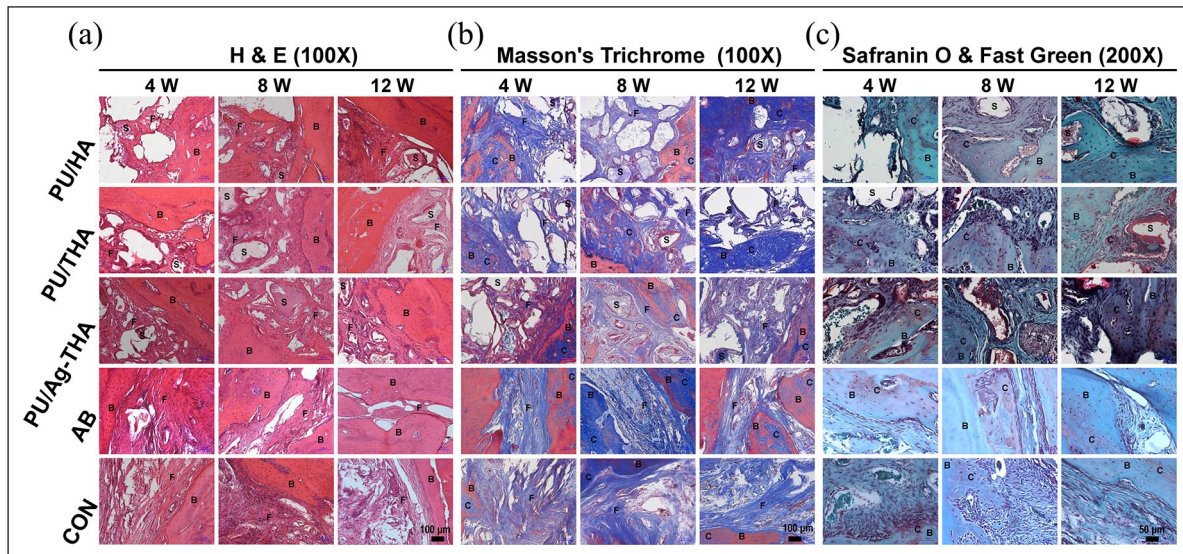 (a) (b) (c)
H & E (100X) Masson's Trichrome (100X) Safranin O & Fast Green (200X)
4 W 8 W 12 W 4 W 8 W 12 W 4 W 8 W 12 W
PU/HA
S F B F S B F B S C F S B F B C S F B C S F C S C B S C B
PU/THA
B F S F S B S F B F S B C F C S B F C S C B C B B S C
PU/Ag-THA
B S F B S B F S F B C S F B C F B C S C B C B B C
AB
B F B F B B F B C F B C B F C C F B B C C B C B C
CON
F B B F F B B C F B C F B F C B C B B C B C
100 µm 100 µm 50 µm